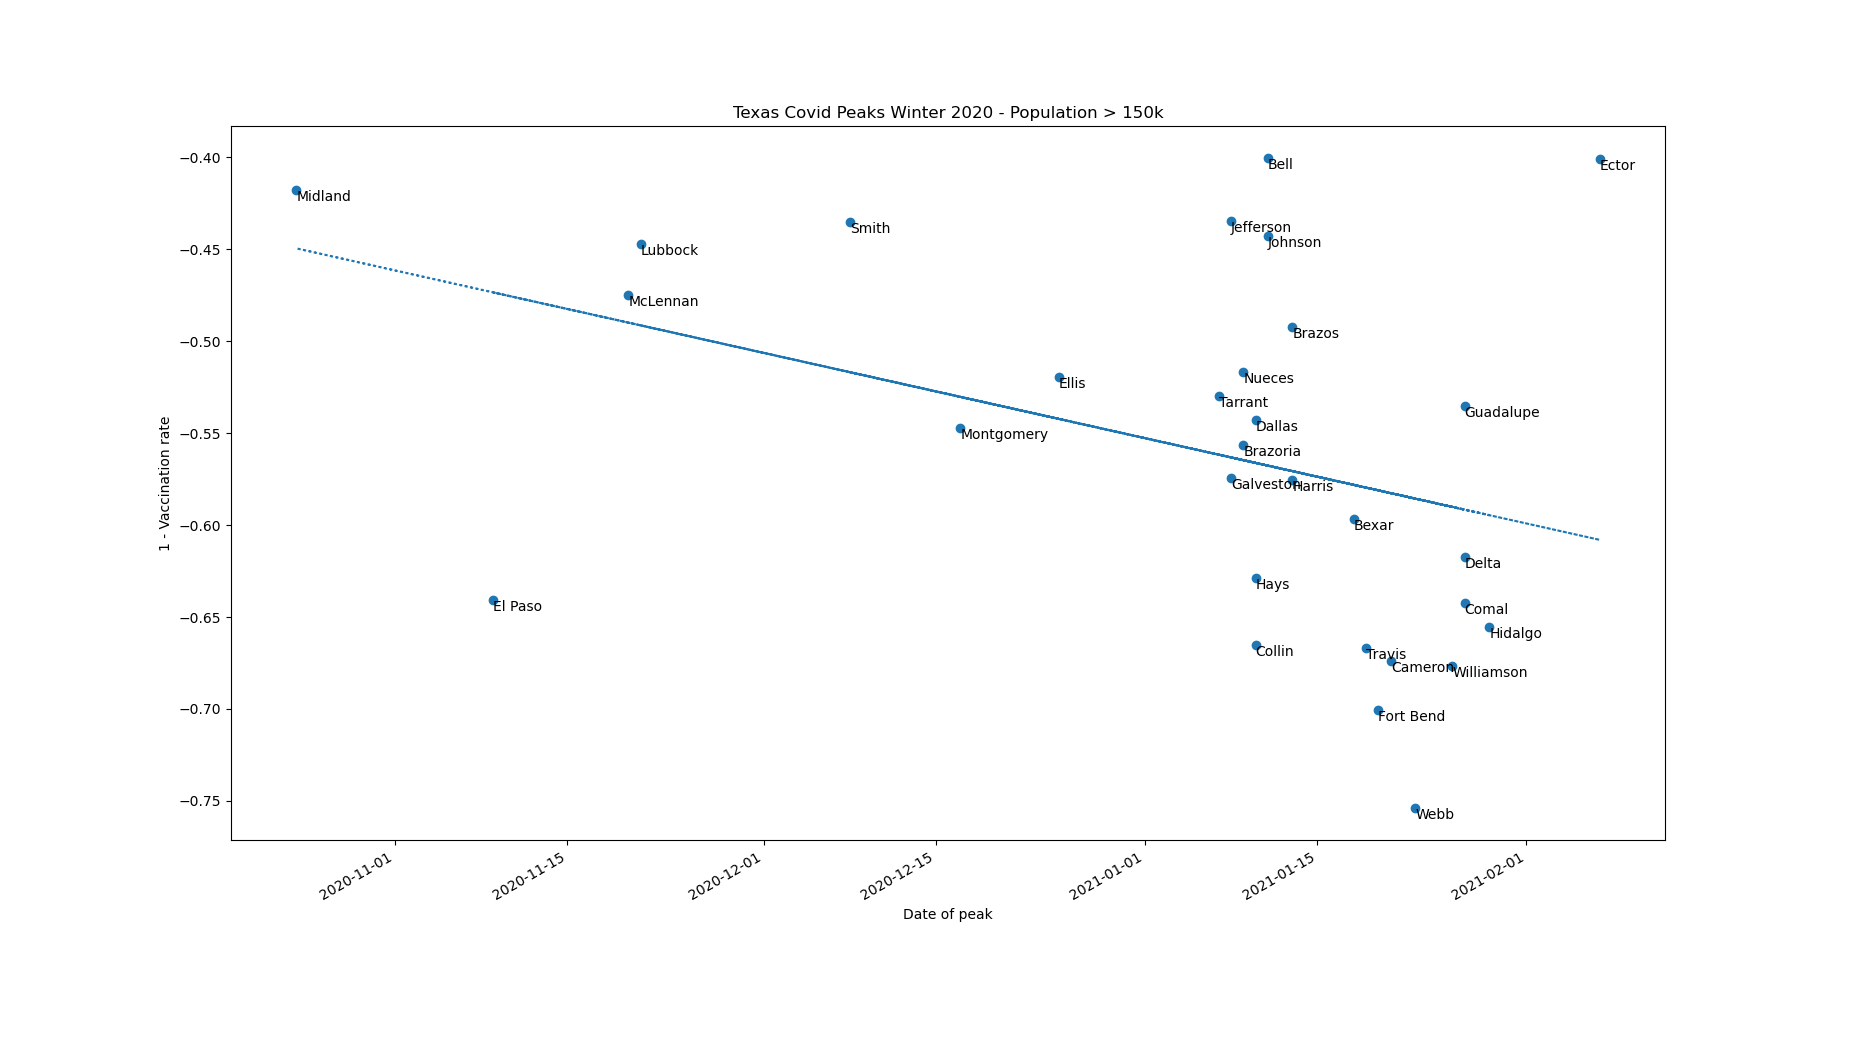 Texas Covid Peaks Winter 2020 - Population > 150k
−0.40
−0.45
−0.50
−0.55
−0.60
−0.65
−0.70
−0.75
1 - Vaccination rate
Midland
Bell
Ector
Smith
Jefferson
Johnson
Lubbock
McLennan
Brazos
Nueces
Ellis
Tarrant
Guadalupe
Dallas
Montgomery
Brazoria
Galveston
Harris
Bexar
Delta
Hays
El Paso
Comal
Hidalgo
Collin
Travis
Cameron
Williamson
Fort Bend
Webb
2020-11-01
2020-11-15
2020-12-01
2020-12-15
2021-01-01
2021-01-15
2021-02-01
Date of peak